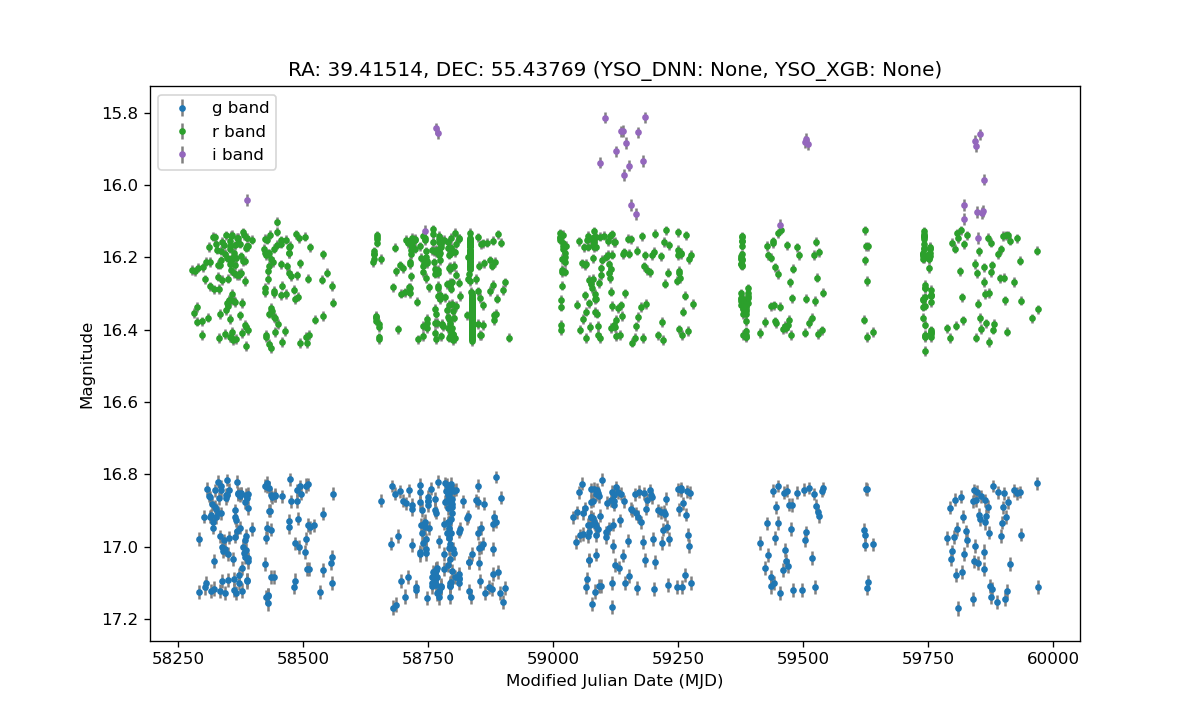 RA: 39.41514, DEC: 55.43769 (YSO_DNN: None, YSO_XGB: None)
g band
r band
i band
15.8
16.0
16.2
16.4
16.6
16.8
17.0
17.2
Magnitude
58250 58500 58750 59000 59250 59500 59750 60000
Modified Julian Date (MJD)